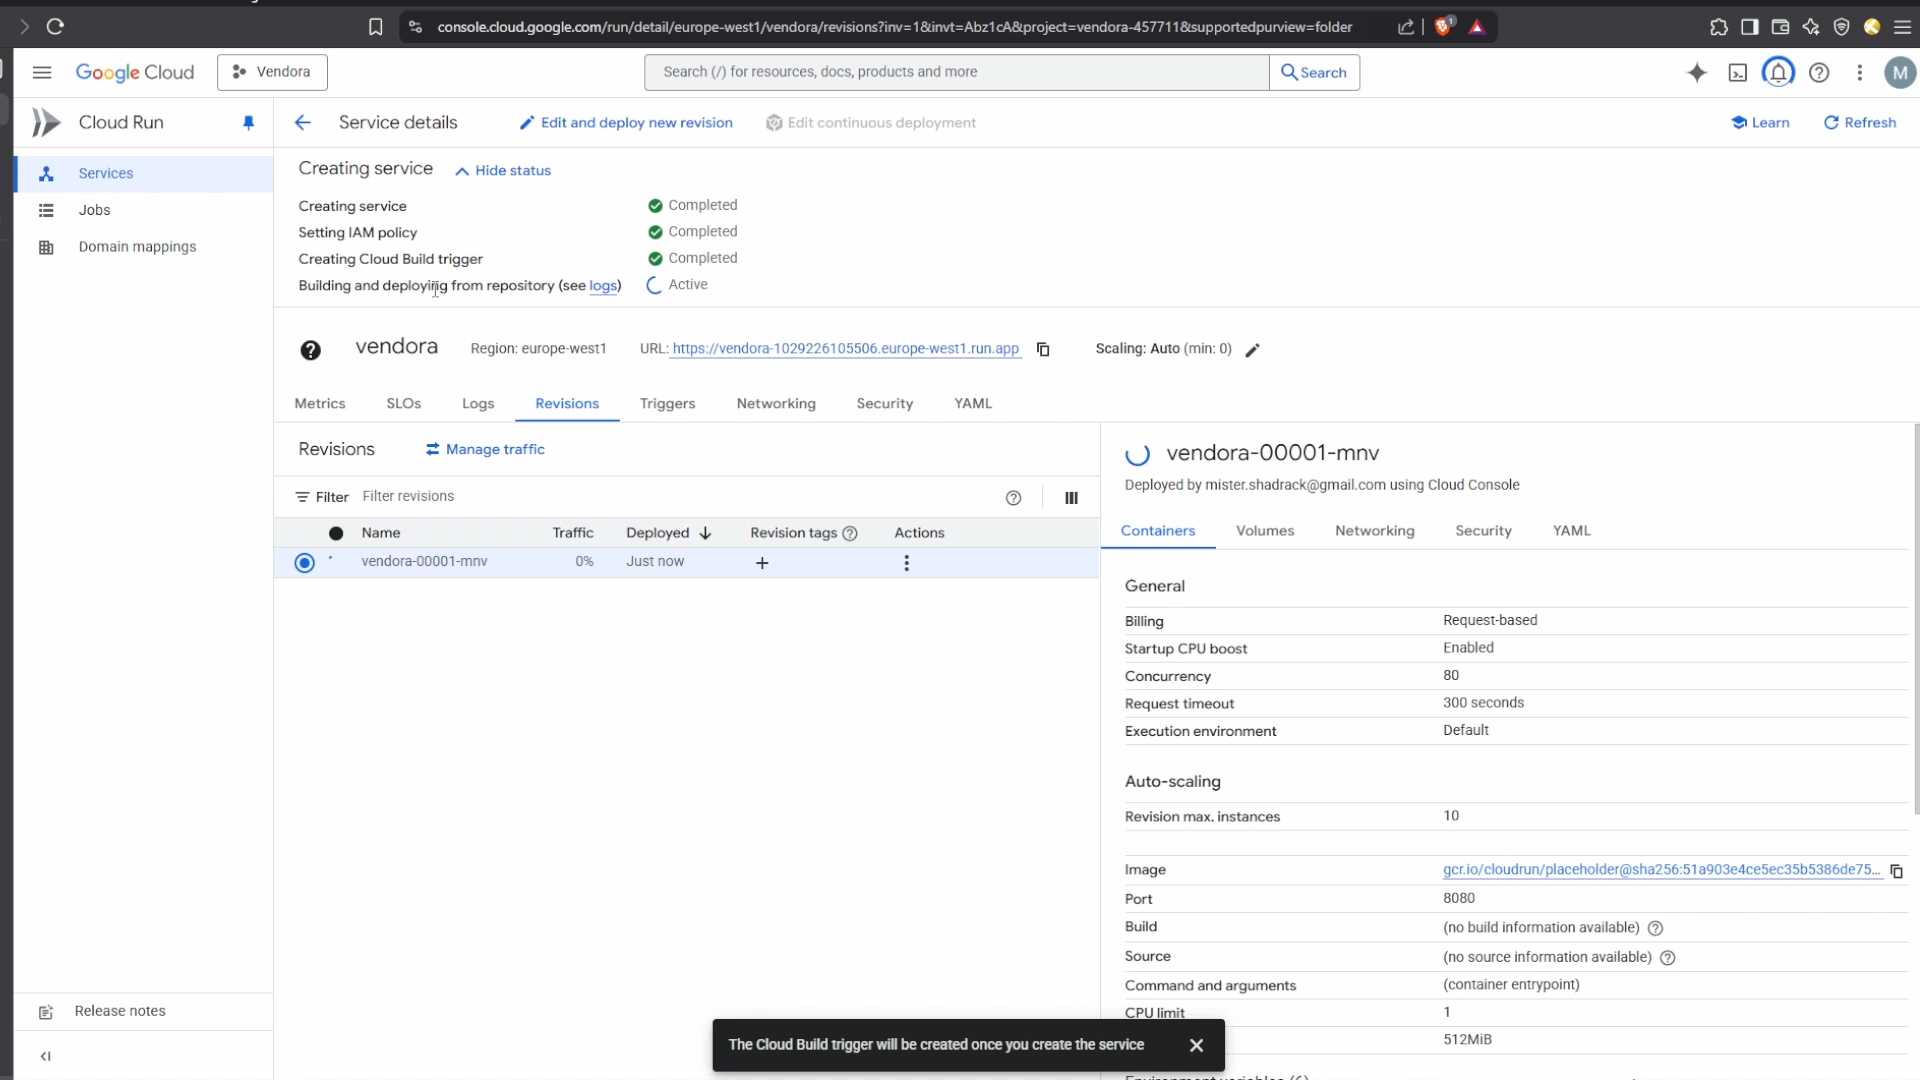 console.cloud.google.com/run/detail/europe-west1/vendora/revisions?inv=1&invt=Abz1cA&project=vendora-457711&supportedpurview=folder
1
Google Cloud
Vendora
Search (/) for resources, docs, products and more
Search
M
Cloud Run
Service details
Edit and deploy new revision
Edit continuous deployment
Learn
Refresh
Services
Jobs
Domain mappings
Release notes
Creating service
Hide status
Creating service Completed
Setting IAM policy Completed
Creating Cloud Build trigger Completed
Building and deploying from repository (see logs) Active
vendora
Region: europe-west1
URL: https://vendora-1029226105506.europe-west1.run.app
Scaling: Auto (min: 0)
Metrics SLOs Logs Revisions Triggers Networking Security YAML
Revisions
Manage traffic
Filter Filter revisions
Name Traffic Deployed Revision tags Actions
vendora-00001-mnv 0% Just now
vendora-00001-mnv
Deployed by mister.shadrack@gmail.com using Cloud Console
Containers Volumes Networking Security YAML
General
Billing Request-based
Startup CPU boost Enabled
Concurrency 80
Request timeout 300 seconds
Execution environment Default
Auto-scaling
Revision max. instances 10
Image gcr.io/cloudrun/placeholder@sha256:51a903e4ce5ec35b5386de75...
Port 8080
Build (no build information available)
Source (no source information available)
Command and arguments (container entrypoint)
CPU limit 1
512MiB
The Cloud Build trigger will be created once you create the service